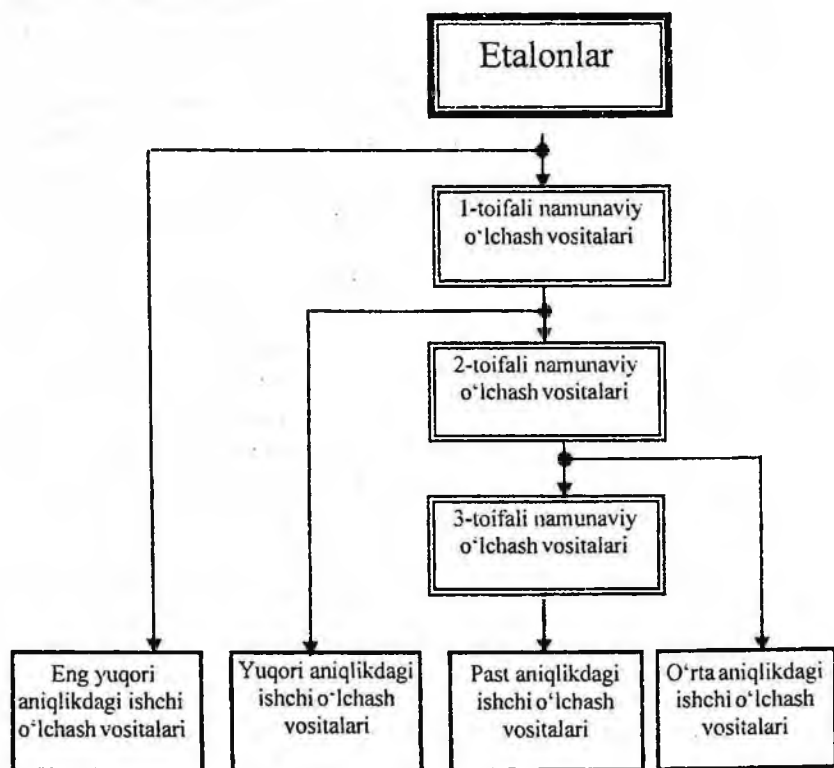 Etalonlar
1-toifali namunaviy
o‘lchash vositalari
2-toifali namunaviy
o‘lchash vositalari
3-toifali namunaviy
o‘lchash vositalari
Eng yuqori
aniqlikdagi ishchi
o‘lchash vositalari
Yuqori aniqlikdagi
ishchi o‘lchash
vositalari
Past aniqlikdagi
ishchi o‘lchash
vositalari
O‘rta aniqlikdagi
ishchi o‘lchash
vositalari